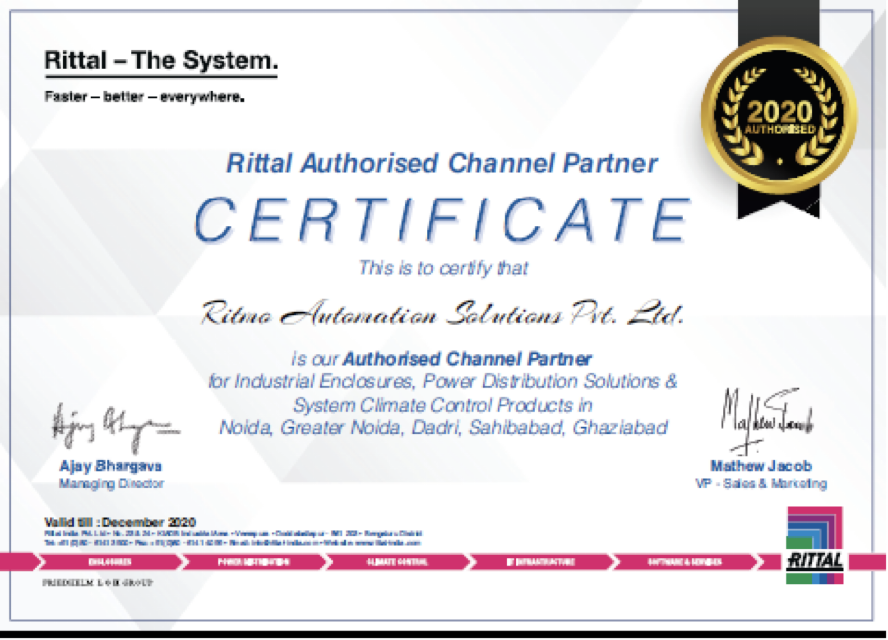 Rittal – The System.
Faster – better – everywhere.
2020
AUTHORISED
Rittal Authorised Channel Partner
CERTIFICATE
This is to certify that
Ritmo Automation Solutions Pvt. Ltd.
is our Authorised Channel Partner
for Industrial Enclosures, Power Distribution Solutions &
System Climate Control Products in
Noida, Greater Noida, Dadri, Sahibabad, Ghaziabad
Ajay Bhargava
Managing Director
Mathew Jacob
VP - Sales & Marketing
Valid till : December 2020
ENCLOSURES
POWER DISTRIBUTION
CLIMATE CONTROL
IT INFRASTRUCTURE
SOFTWARE & SERVICES
RITTAL
FRIEDHELM LOH GROUP